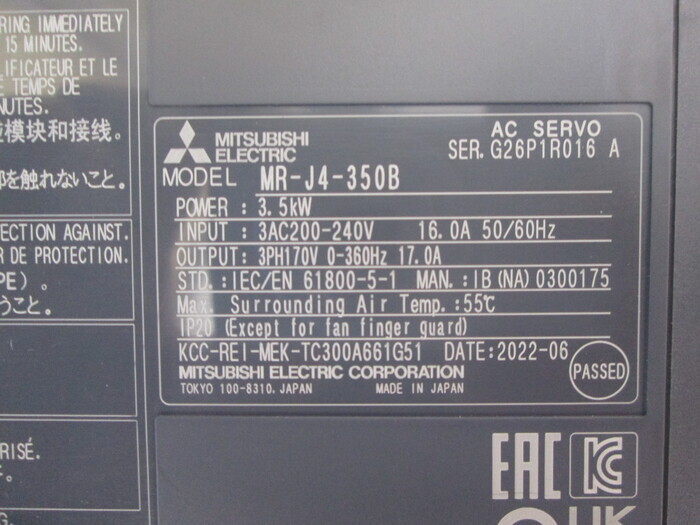 RING IMMEDIATELY
15 MINUTES.
LIFICATEUR ET LE
TEMPS DE
NUTES.
模块和接线。
を触れないこと。
ECTION AGAINST.
R DE PROTECTION.
PE) 。
うこと。
RISÉ.
MITSUBISHI
ELECTRIC
AC SERVO
SER. G26P1R016 A
MODEL MR-J4-350B
POWER : 3.5kW
INPUT : 3AC200-240V 16.0A 50/60Hz
OUTPUT: 3PH170V 0-360Hz 17.0A
STD.: IEC/EN 61800-5-1 MAN.: IB(NA)0300175
Max. Surrounding Air Temp.:55℃
IP20 (Except for fan finger guard)
KCC-REI-MEK-TC300A661G51 DATE:2022-06
MITSUBISHI ELECTRIC CORPORATION
TOKYO 100-8310, JAPAN MADE IN JAPAN
PASSED
EAC
UK